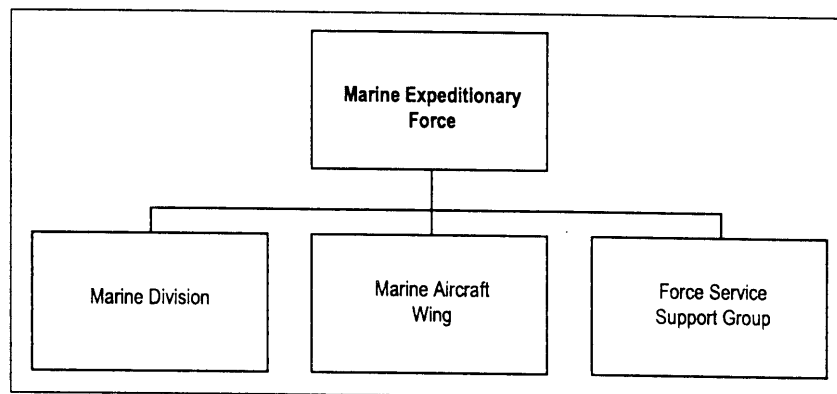 Marine Expeditionary
Force
Marine Division
Marine Aircraft
Wing
Force Service
Support Group